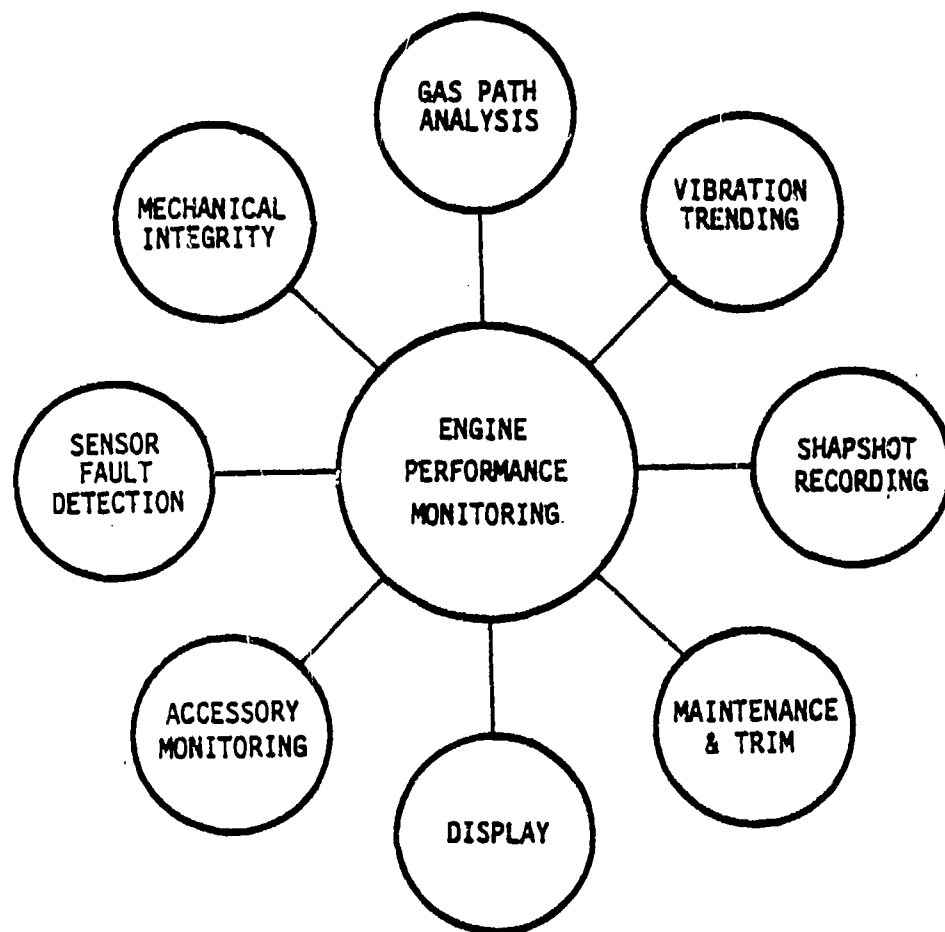 GAS PATH
ANALYSIS
VIBRATION
TRENDING
SHAPSHOT
RECORDING
MAINTENANCE
& TRIM
DISPLAY
ACCESSORY
MONITORING
SENSOR
FAULT
DETECTION
MECHANICAL
INTEGRITY
ENGINE
PERFORMANCE
MONITORING